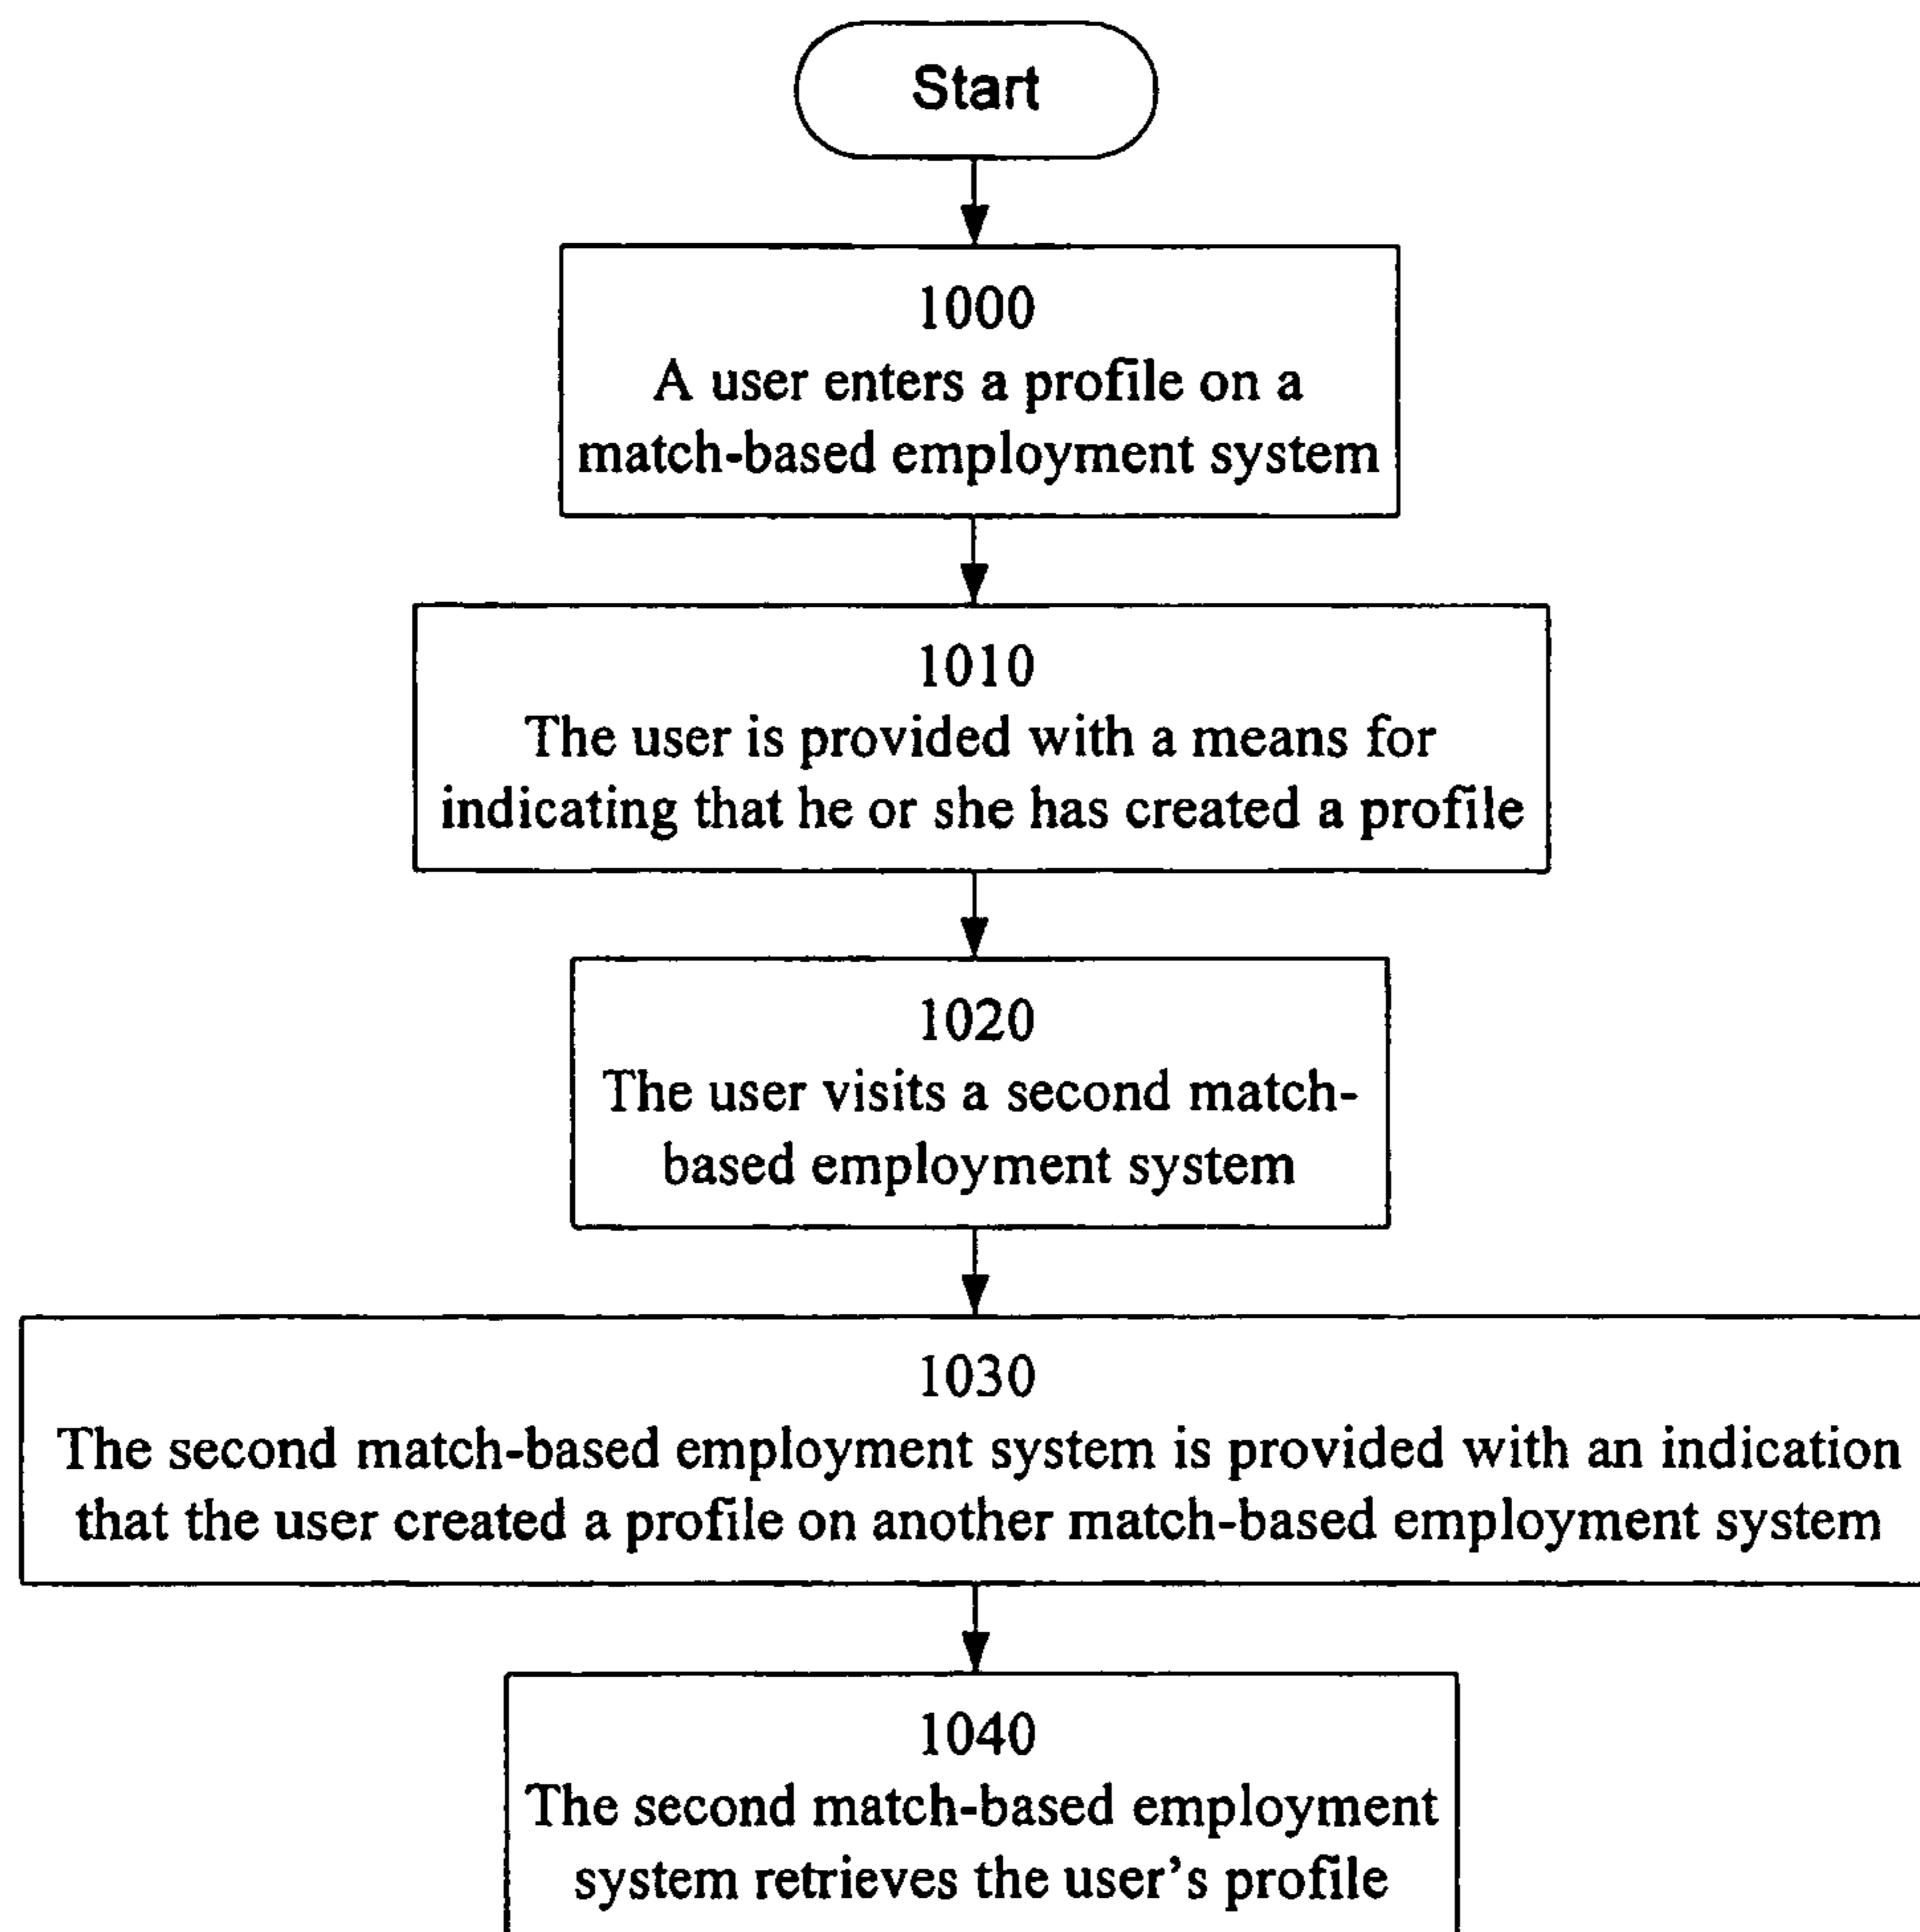 Start
1000
A user enters a profile on a
match-based employment system
1010
The user is provided with a means for
indicating that he or she has created a profile
1020
The user visits a second match-
based employment system
1030
The second match-based employment system is provided with an indication
that the user created a profile on another match-based employment system
1040
The second match-based employment
system retrieves the user's profile